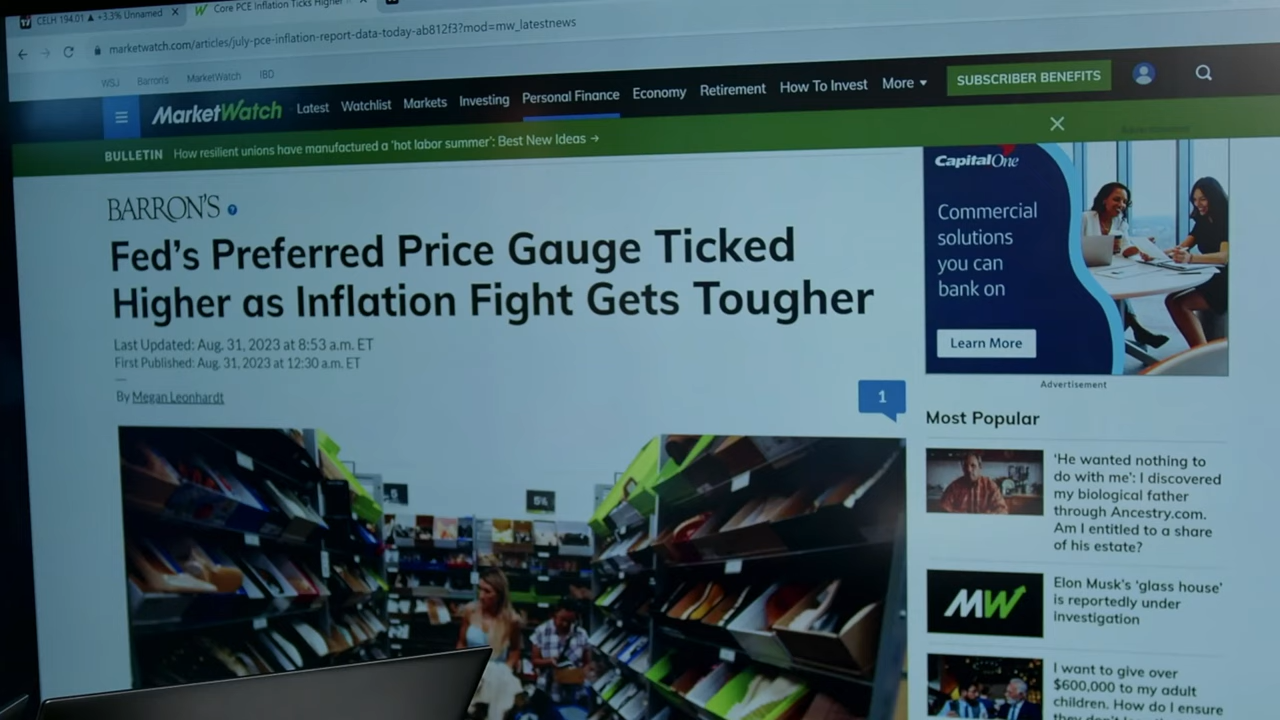 CELH 194.01 ▲ +3.3% Unnamed
Core PCE Inflation Ticks Higher
marketwatch.com/articles/july-pce-inflation-report-data-today-ab812f3?mod=mw_latestnews
WSJ Barron's MarketWatch IBD
MarketWatch Latest Watchlist Markets Investing Personal Finance Economy Retirement How To Invest More SUBSCRIBER BENEFITS
BULLETIN How resilient unions have manufactured a 'hot labor summer': Best New Ideas →
Advertisement
BARRON'S
Fed's Preferred Price Gauge Ticked
Higher as Inflation Fight Gets Tougher
Last Updated: Aug. 31, 2023 at 8:53 a.m. ET
First Published: Aug. 31, 2023 at 12:30 a.m. ET
By Megan Leonhardt
1
Capital One
Commercial
solutions
you can
bank on
Learn More
Advertisement
Most Popular
'He wanted nothing to
do with me': I discovered
my biological father
through Ancestry.com.
Am I entitled to a share
of his estate?
MW
Elon Musk's 'glass house'
is reportedly under
investigation
I want to give over
$600,000 to my adult
children. How do I ensure